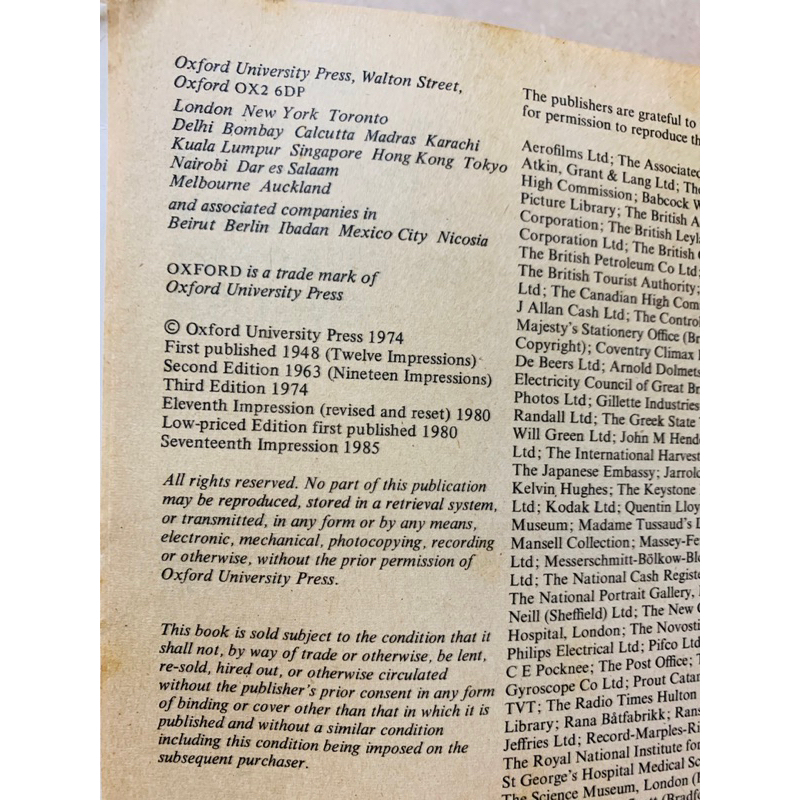 Oxford University Press, Walton Street,
Oxford OX2 6DP
London New York Toronto
Delhi Bombay Calcutta Madras Karachi
Kuala Lumpur Singapore Hong Kong Tokyo
Nairobi Dar es Salaam
Melbourne Auckland
and associated companies in
Beirut Berlin Ibadan Mexico City Nicosia
OXFORD is a trade mark of
Oxford University Press
© Oxford University Press 1974
First published 1948 (Twelve Impressions)
Second Edition 1963 (Nineteen Impressions)
Third Edition 1974
Eleventh Impression (revised and reset) 1980
Low-priced Edition first published 1980
Seventeenth Impression 1985
All rights reserved. No part of this publication
may be reproduced, stored in a retrieval system,
or transmitted, in any form or by any means,
electronic, mechanical, photocopying, recording
or otherwise, without the prior permission of
Oxford University Press.
This book is sold subject to the condition that it
shall not, by way of trade or otherwise, be lent,
re-sold, hired out, or otherwise circulated
without the publisher's prior consent in any form
of binding or cover other than that in which it is
published and without a similar condition
including this condition being imposed on the
subsequent purchaser.
The publishers are grateful to
for permission to reproduce
Aerofilms Ltd; The Associated
Atkin, Grant & Lang Ltd;
High Commission; Babcock
Picture Library; The British
Corporation; The British
Corporation Ltd; The British
The British Petroleum Co Ltd;
The British Tourist Authority;
Ltd; The Canadian High
J Allan Cash Ltd; The
Majesty's Stationery Office
Copyright); Coventry Climax
De Beers Ltd; Arnold
Electricity Council of Great
Photos Ltd; Gillette Industries
Randall Ltd; The Greek State
Will Green Ltd; John M
Ltd; The International
The Japanese Embassy;
Kelvin Hughes; The Keystone
Ltd; Kodak Ltd; Quentin
Museum; Madame Tussaud's
Mansell Collection;
Ltd;
Ltd; The National Cash
The National Portrait Gallery,
Neill (Sheffield) Ltd; The New
Hospital, London; The
Philips Electrical Ltd; Pifco Ltd
C E Pocknee; The Post Office;
Gyroscope Co Ltd; Prout
TVT; The Radio Times Hulton
Library; Rana Båtfabrikk;
Jeffries Ltd;
The Royal National Institute for
St George's Hospital Medical
The Science Museum, London